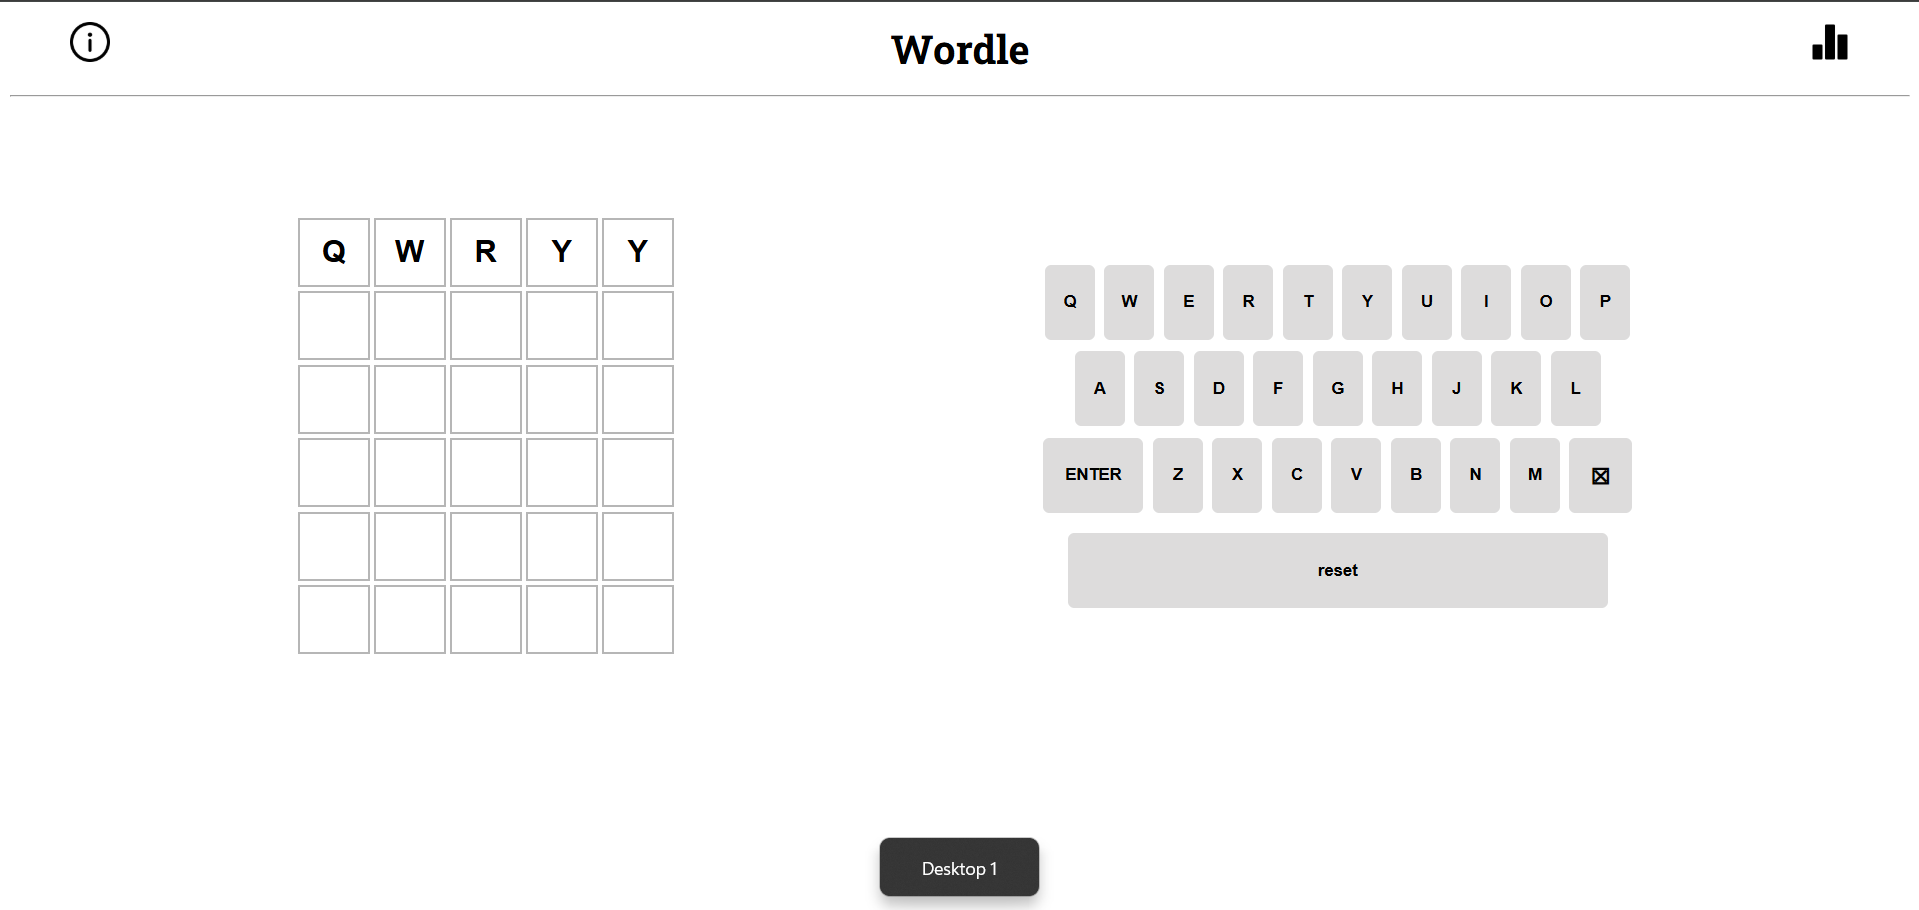 Wordle
Q W R Y Y
Q W E R T Y U I O P
A S D F G H J K L
ENTER Z X C V B N M
reset
Desktop 1